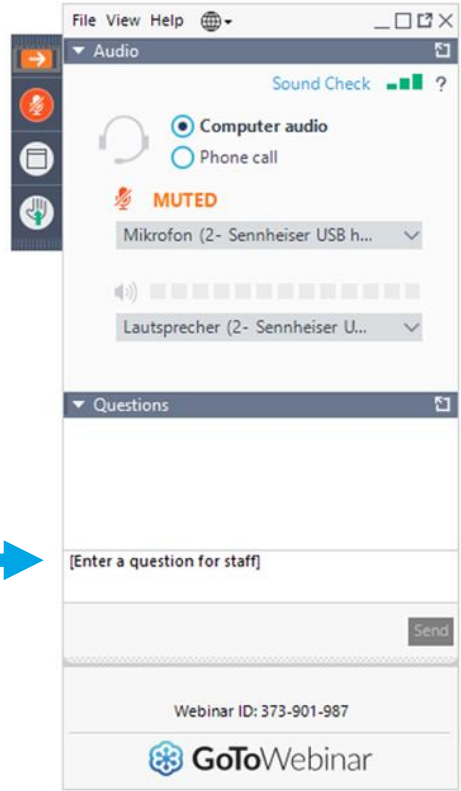 File View Help
Audio
Sound Check ?
Computer audio
Phone call
MUTED
Mikrofon (2- Sennheiser USB h...
Lautsprecher (2- Sennheiser U...
Questions
[Enter a question for staff]
Send
Webinar ID: 373-901-987
GoToWebinar